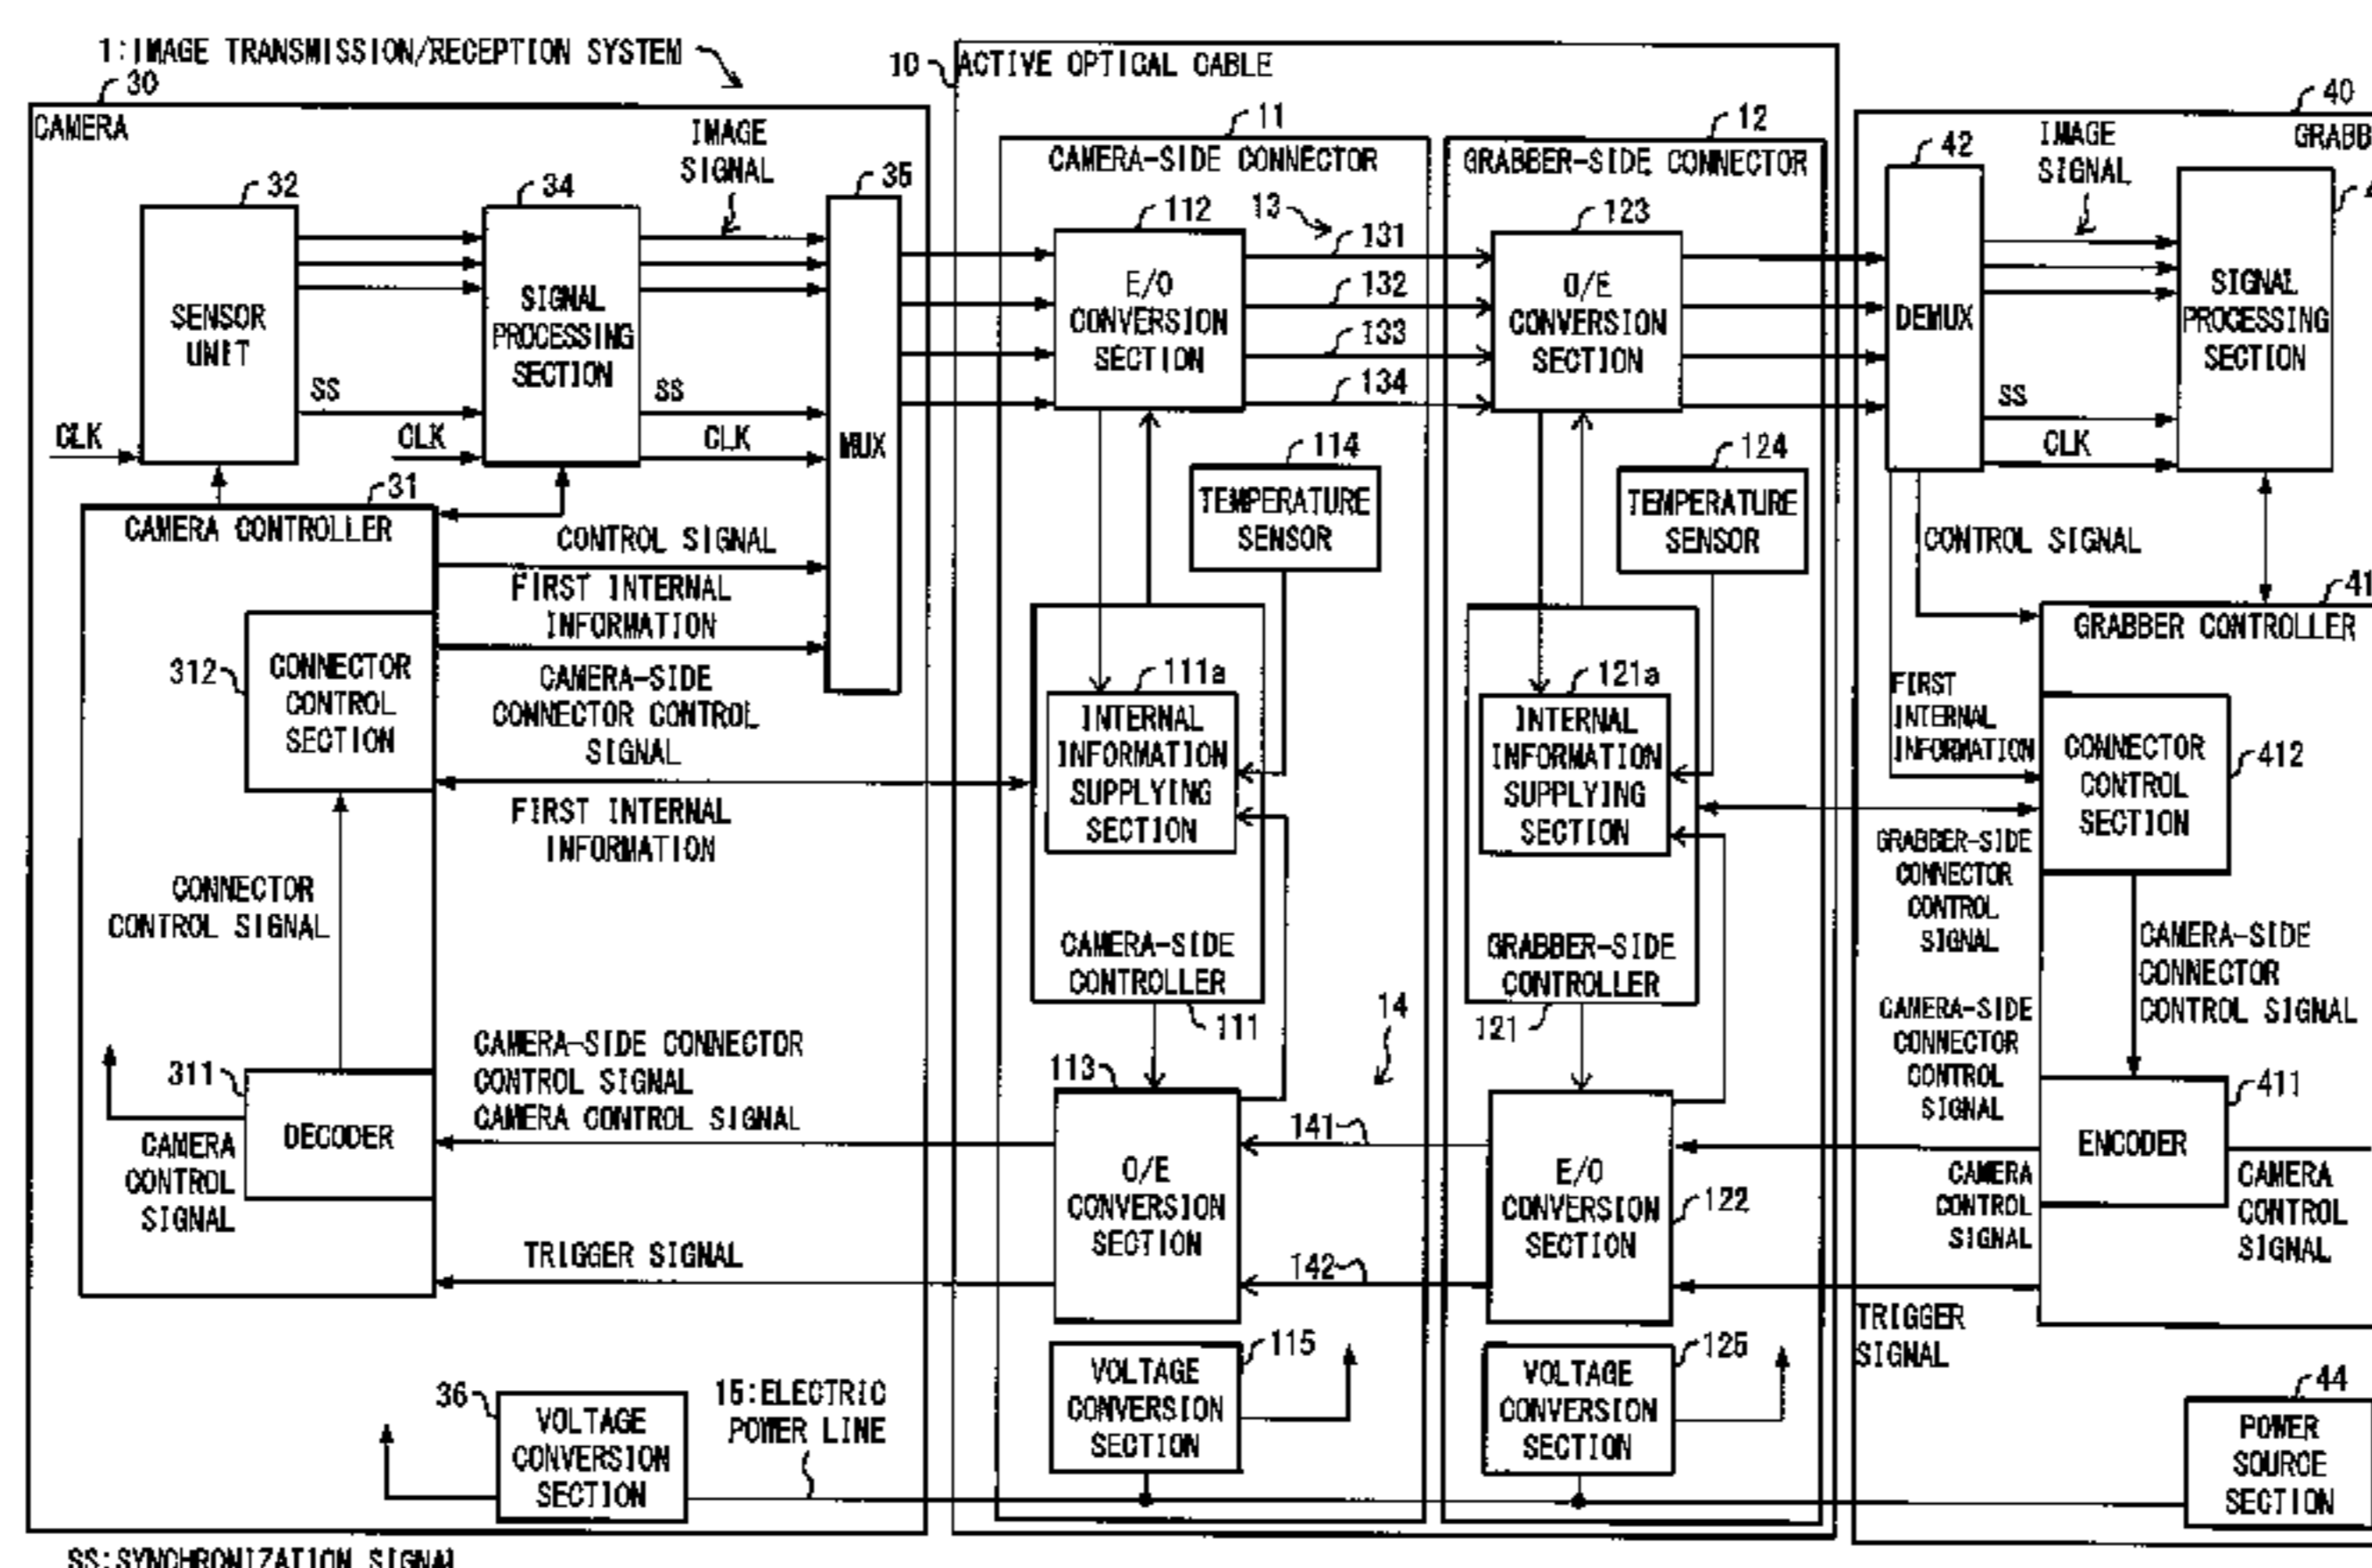 1:IMAGE TRANSMISSION/RECEPTION SYSTEM
30
CAMERA
32
SENSOR
UNIT
34
SIGNAL
PROCESSING
SECTION
IMAGE
SIGNAL
35
MUX
SS
SS
CLK
CLK
CLK
31
CAMERA CONTROLLER
CONTROL SIGNAL
FIRST INTERNAL
INFORMATION
312
CONNECTOR
CONTROL
SECTION
CAMERA-SIDE
CONNECTOR CONTROL
SIGNAL
FIRST INTERNAL
INFORMATION
CONNECTOR
CONTROL SIGNAL
311
DECODER
CAMERA
CONTROL
SIGNAL
CAMERA-SIDE CONNECTOR
CONTROL SIGNAL
CAMERA CONTROL SIGNAL
TRIGGER SIGNAL
36
VOLTAGE
CONVERSION
SECTION
15:ELECTRIC
POWER LINE
10
ACTIVE OPTICAL CABLE
11
CAMERA-SIDE CONNECTOR
112
E/O
CONVERSION
SECTION
13
131
132
133
134
114
TEMPERATURE
SENSOR
111a
INTERNAL
INFORMATION
SUPPLYING
SECTION
CAMERA-SIDE
CONTROLLER
111
113
O/E
CONVERSION
SECTION
14
141
142
115
VOLTAGE
CONVERSION
SECTION
12
GRABBER-SIDE CONNECTOR
123
O/E
CONVERSION
SECTION
124
TEMPERATURE
SENSOR
121a
INTERNAL
INFORMATION
SUPPLYING
SECTION
GRABBER-SIDE
CONTROLLER
121
E/O
CONVERSION
SECTION
122
125
VOLTAGE
CONVERSION
SECTION
40
42
DEMUX
IMAGE
SIGNAL
SIGNAL
PROCESSING
SECTION
SS
CLK
CONTROL SIGNAL
41
GRABBER CONTROLLER
FIRST
INTERNAL
INFORMATION
CONNECTOR
CONTROL
SECTION
412
GRABBER-SIDE
CONNECTOR
CONTROL
SIGNAL
CAMERA-SIDE
CONNECTOR
CONTROL SIGNAL
CAMERA-SIDE
CONNECTOR
CONTROL
SIGNAL
411
ENCODER
CAMERA
CONTROL
SIGNAL
CAMERA
CONTROL
SIGNAL
TRIGGER
SIGNAL
44
POWER
SOURCE
SECTION
SS:SYNCHRONIZATION SIGNAL